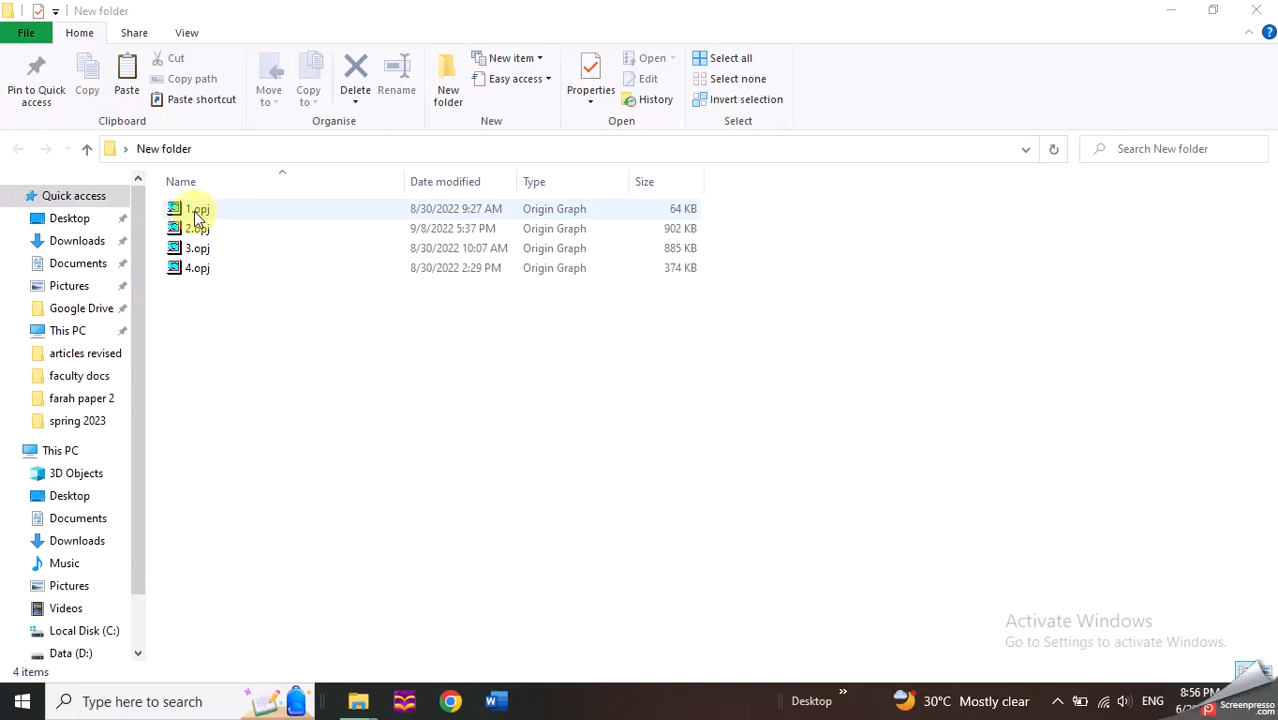 New folder
File Home Share View
Pin to Quick access
Copy
Paste
Cut
Copy path
Paste shortcut
Clipboard
Move to
Copy to
Delete
Rename
Organise
New folder
New item
Easy access
New
Properties
Open
Edit
History
Open
Select all
Select none
Invert selection
Select
New folder
Search New folder
Name Date modified Type Size
1.opj 8/30/2022 9:27 AM Origin Graph 64 KB
2.opj 9/8/2022 5:37 PM Origin Graph 902 KB
3.opj 8/30/2022 10:07 AM Origin Graph 885 KB
4.opj 8/30/2022 2:29 PM Origin Graph 374 KB
Quick access
Desktop
Downloads
Documents
Pictures
Google Drive
This PC
articles revised
faculty docs
farah paper 2
spring 2023
This PC
3D Objects
Desktop
Documents
Downloads
Music
Pictures
Videos
Local Disk (C:)
Data (D:)
4 items
Activate Windows
Go to Settings to activate Windows.
Type here to search
Desktop
30°C Mostly clear
ENG
8:56 PM
Screenpresso
.com